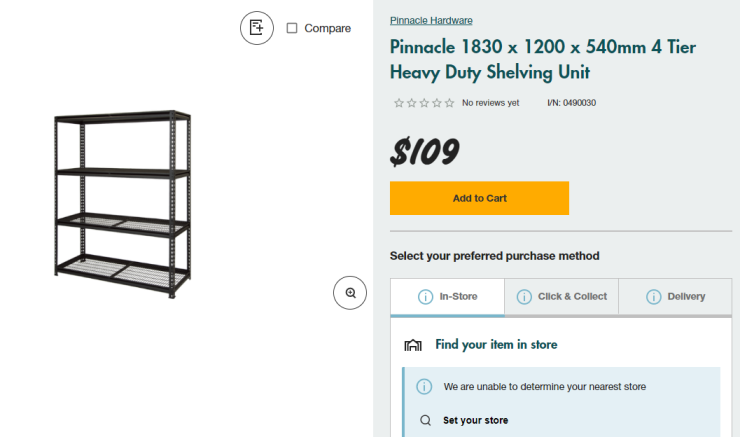 Compare
Pinnacle Hardware
Pinnacle 1830 x 1200 x 540mm 4 Tier
Heavy Duty Shelving Unit
No reviews yet I/N: 0490030
$109
Add to Cart
Select your preferred purchase method
In-Store Click & Collect Delivery
Find your item in store
We are unable to determine your nearest store
Set your store